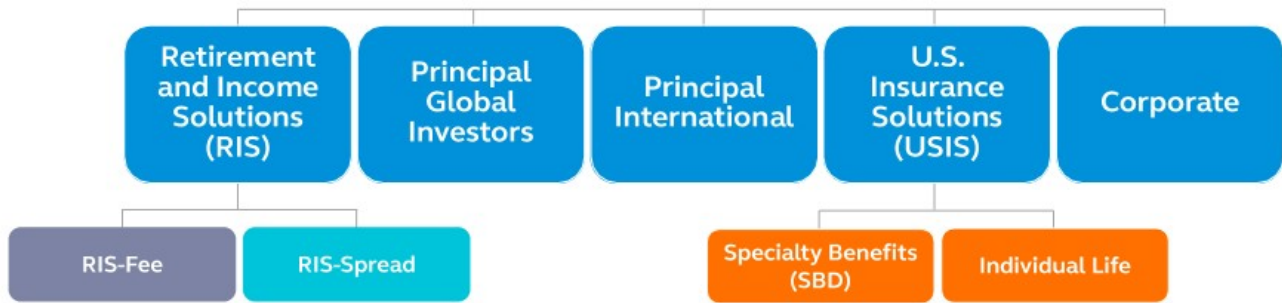 Retirement
and Income
Solutions
(RIS)
Principal
Global
Investors
Principal
International
U.S.
Insurance
Solutions
(USIS)
Corporate
RIS-Fee
RIS-Spread
Specialty Benefits
(SBD)
Individual Life